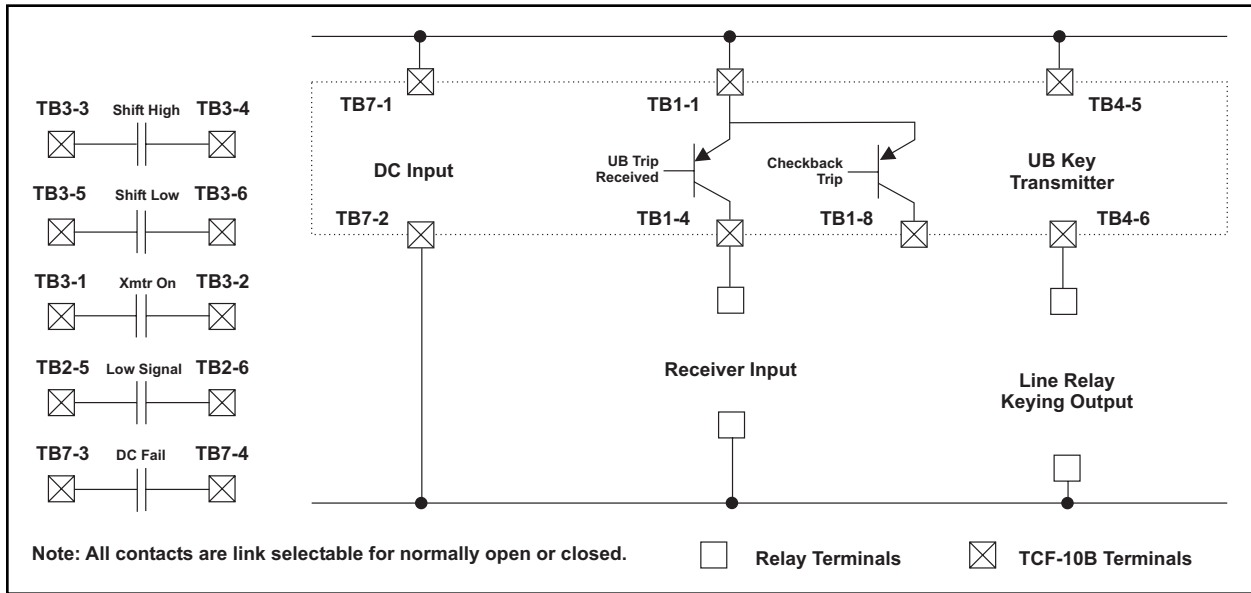 TB3-3 Shift High TB3-4
TB3-5 Shift Low TB3-6
TB3-1 Xmtr On TB3-2
TB2-5 Low Signal TB2-6
TB7-3 DC Fail TB7-4
TB7-1
DC Input
TB7-2
TB1-1
UB Trip
Received
TB1-4
Checkback
Trip
TB1-8
TB4-5
UB Key
Transmitter
TB4-6
Receiver Input
Line Relay
Keying Output
Note: All contacts are link selectable for normally open or closed.
Relay Terminals
TCF-10B Terminals